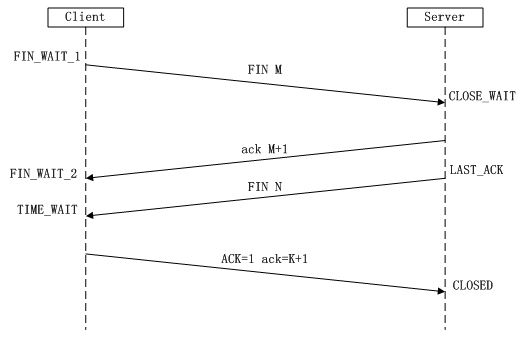 Client Server
FIN_WAIT_1
FIN M
CLOSE_WAIT
ack M+1
FIN_WAIT_2
LAST_ACK
FIN N
TIME_WAIT
ACK=1 ack=K+1
CLOSED